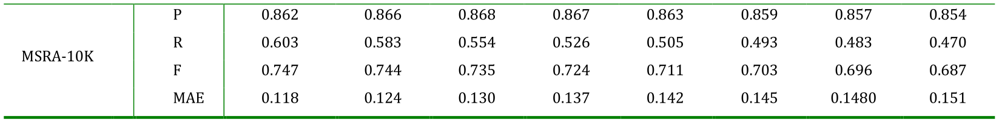 P 0.862 0.866 0.868 0.867 0.863 0.859 0.857 0.854
R 0.603 0.583 0.554 0.526 0.505 0.493 0.483 0.470
MSRA-10K
F 0.747 0.744 0.735 0.724 0.711 0.703 0.696 0.687
MAE 0.118 0.124 0.130 0.137 0.142 0.145 0.1480 0.151